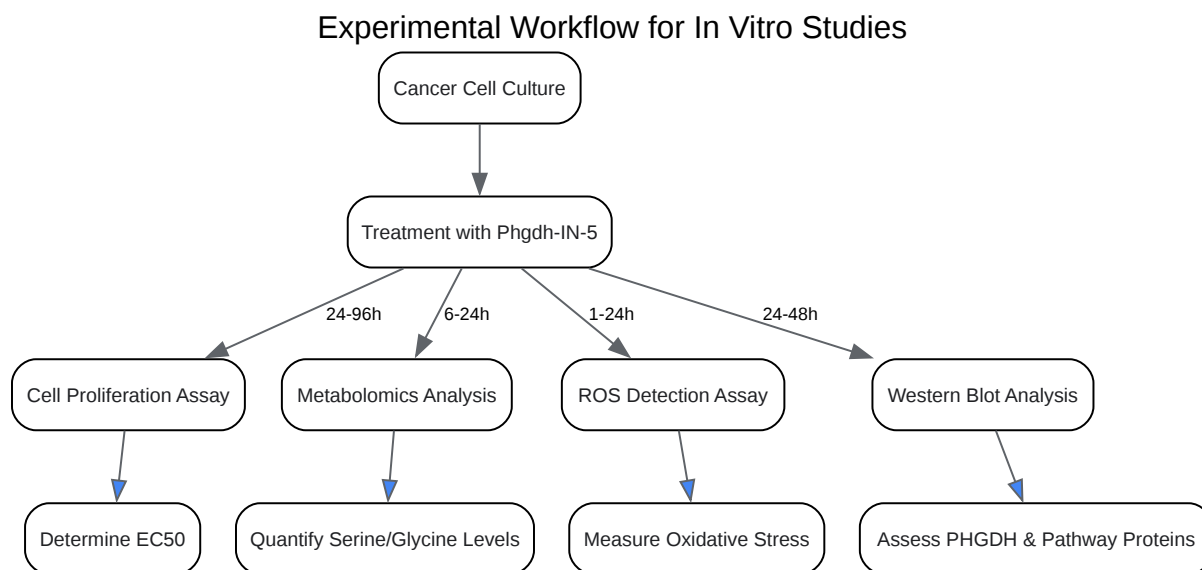 Experimental Workflow for In Vitro Studies
Cancer Cell Culture
Treatment with Phgdh-IN-5
24-96h
6-24h
1-24h
24-48h
Cell Proliferation Assay
Metabolomics Analysis
ROS Detection Assay
Western Blot Analysis
Determine EC50
Quantify Serine/Glycine Levels
Measure Oxidative Stress
Assess PHGDH & Pathway Proteins